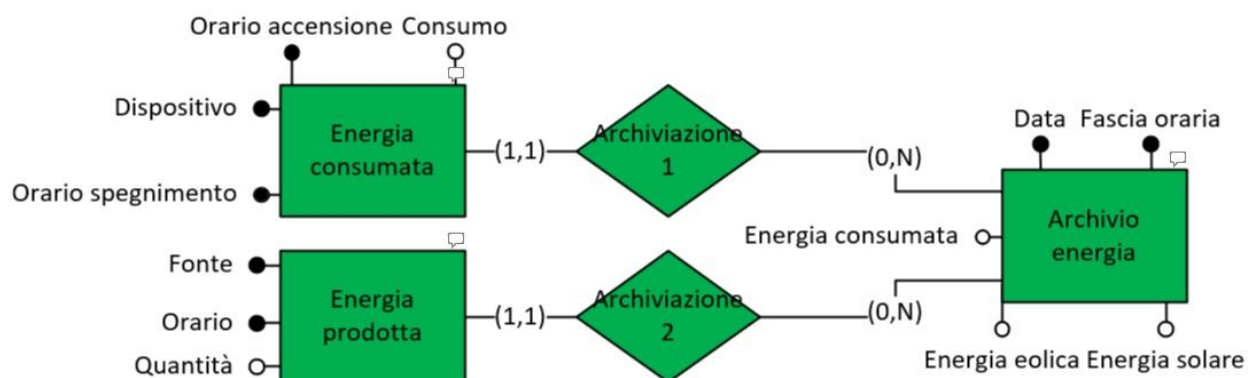 Orario accensione Consumo
Dispositivo
Energia
consumata
Orario spegnimento
(1,1)
Archiviazione
1
(0,N)
Data Fascia oraria
Archivio
energia
Energia consumata
Energia eolica Energia solare
Fonte
Orario
Quantità
Energia
prodotta
(1,1)
Archiviazione
2
(0,N)